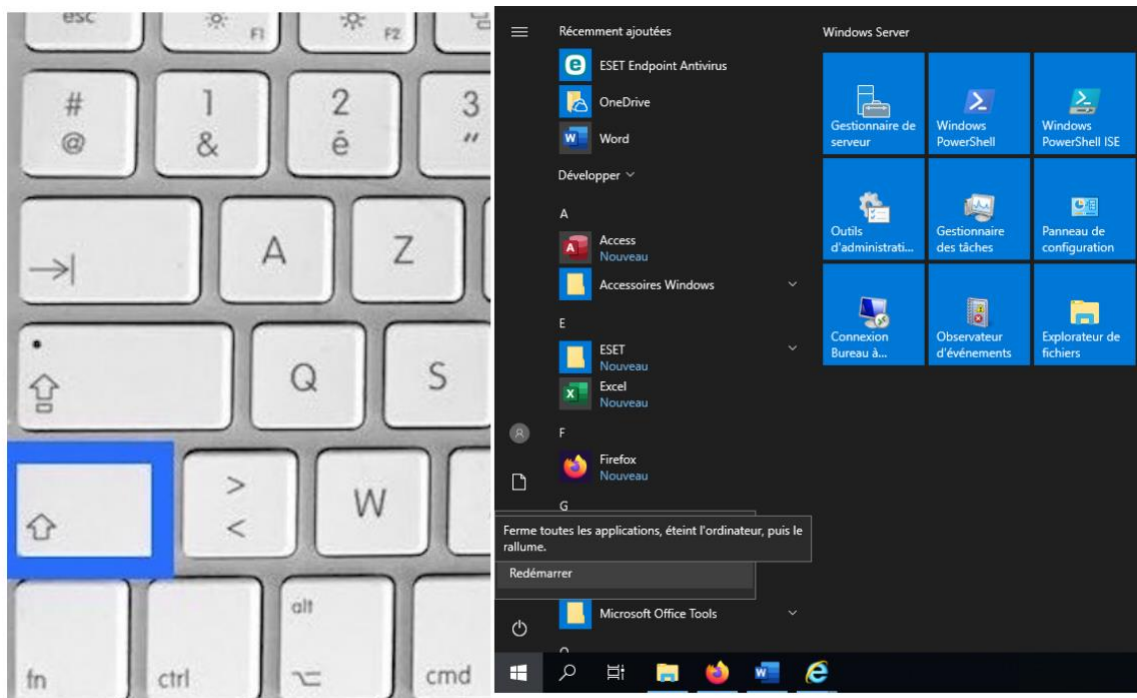 esc
F1
F2
#
@
1
&
2
é
3
"
A
Z
Q
S
>
<
W
fn
ctrl
alt
cmd
Récemment ajoutées
ESET Endpoint Antivirus
OneDrive
Word
Développer
A
Access
Nouveau
Accessoires Windows
E
ESET
Nouveau
Excel
Nouveau
F
Firefox
Nouveau
G
Ferme toutes les applications, éteint l'ordinateur, puis le
rallume.
Redémarrer
Microsoft Office Tools
Windows Server
Gestionnaire de
serveur
Windows
PowerShell
Windows
PowerShell ISE
Outils
d'administrati...
Gestionnaire
des tâches
Panneau de
configuration
Connexion
Bureau à...
Observateur
d'événements
Explorateur de
fichiers